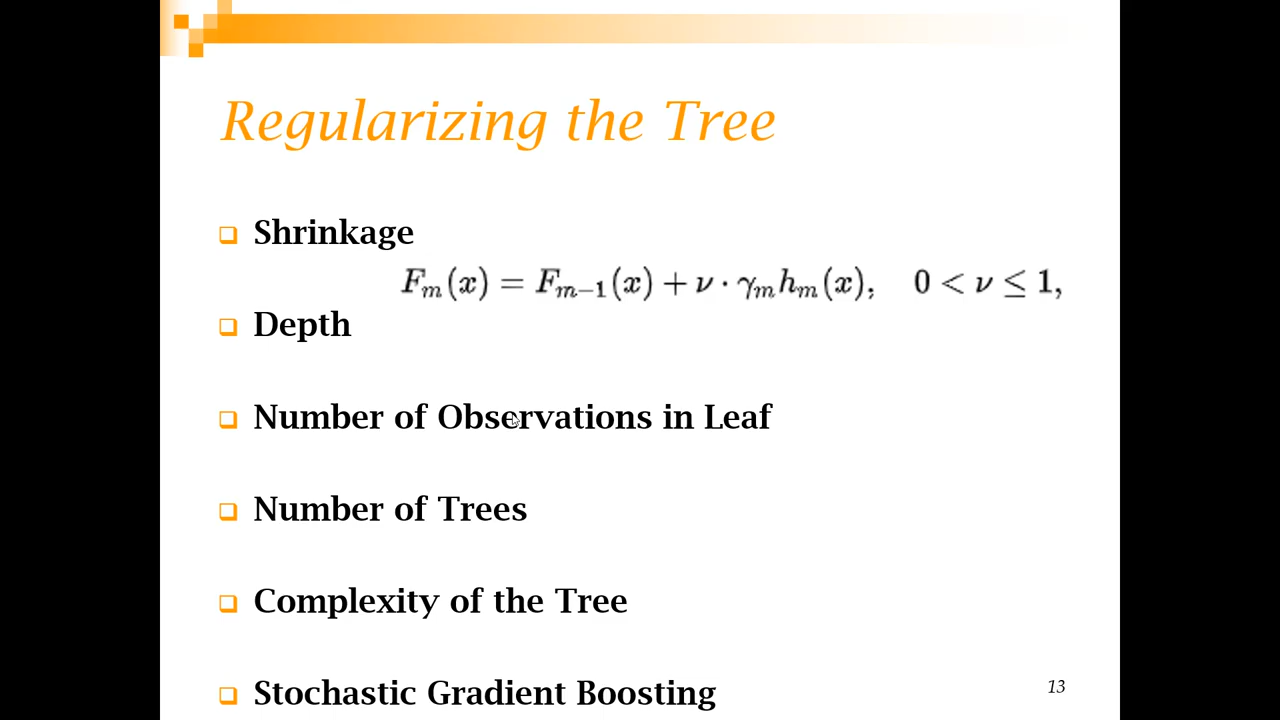 Regularizing the Tree
Shrinkage
F_m(x) = F_{m−1}(x) + ν · γ_m h_m(x), 0 < ν ≤ 1,
Depth
Number of Observations in Leaf
Number of Trees
Complexity of the Tree
Stochastic Gradient Boosting
13